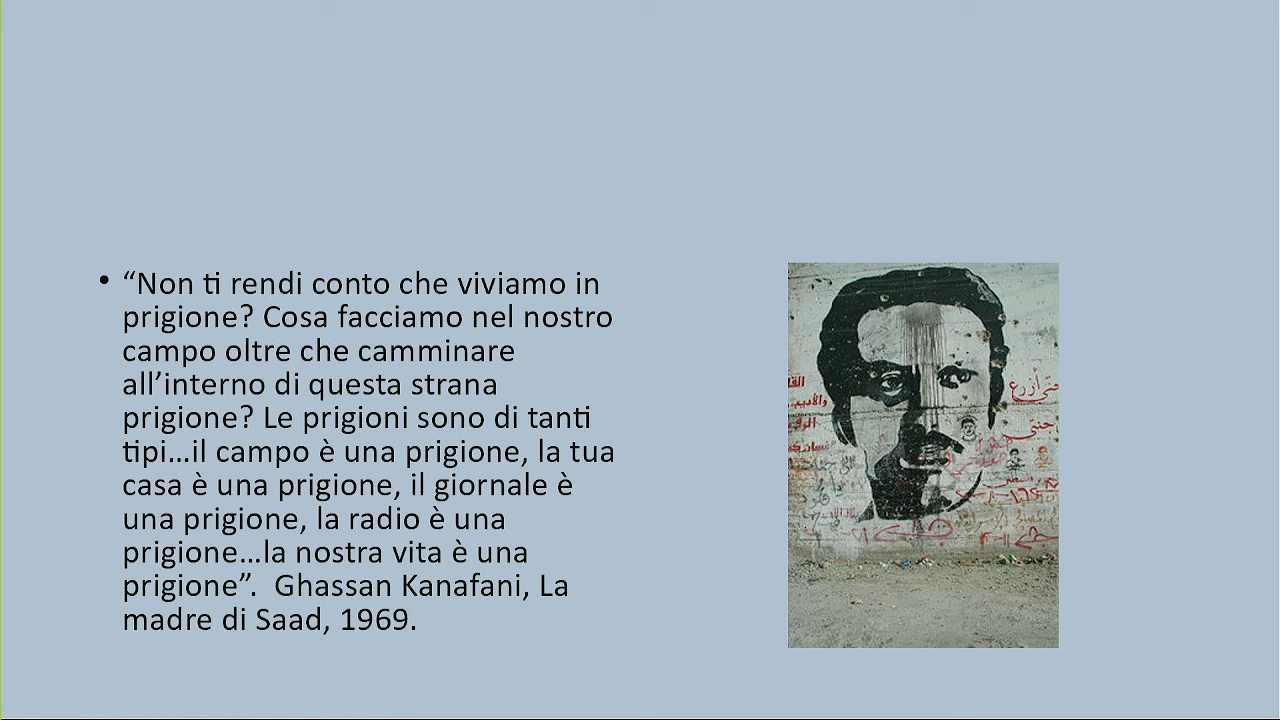 • “Non ti rendi conto che viviamo in
prigione? Cosa facciamo nel nostro
campo oltre che camminare
all’interno di questa strana
prigione? Le prigioni sono di tanti
tipi…il campo è una prigione, la tua
casa è una prigione, il giornale è
una prigione, la radio è una
prigione…la nostra vita è una
prigione”.  Ghassan Kanafani, La
madre di Saad, 1969.
حتى أزرع
جنتي